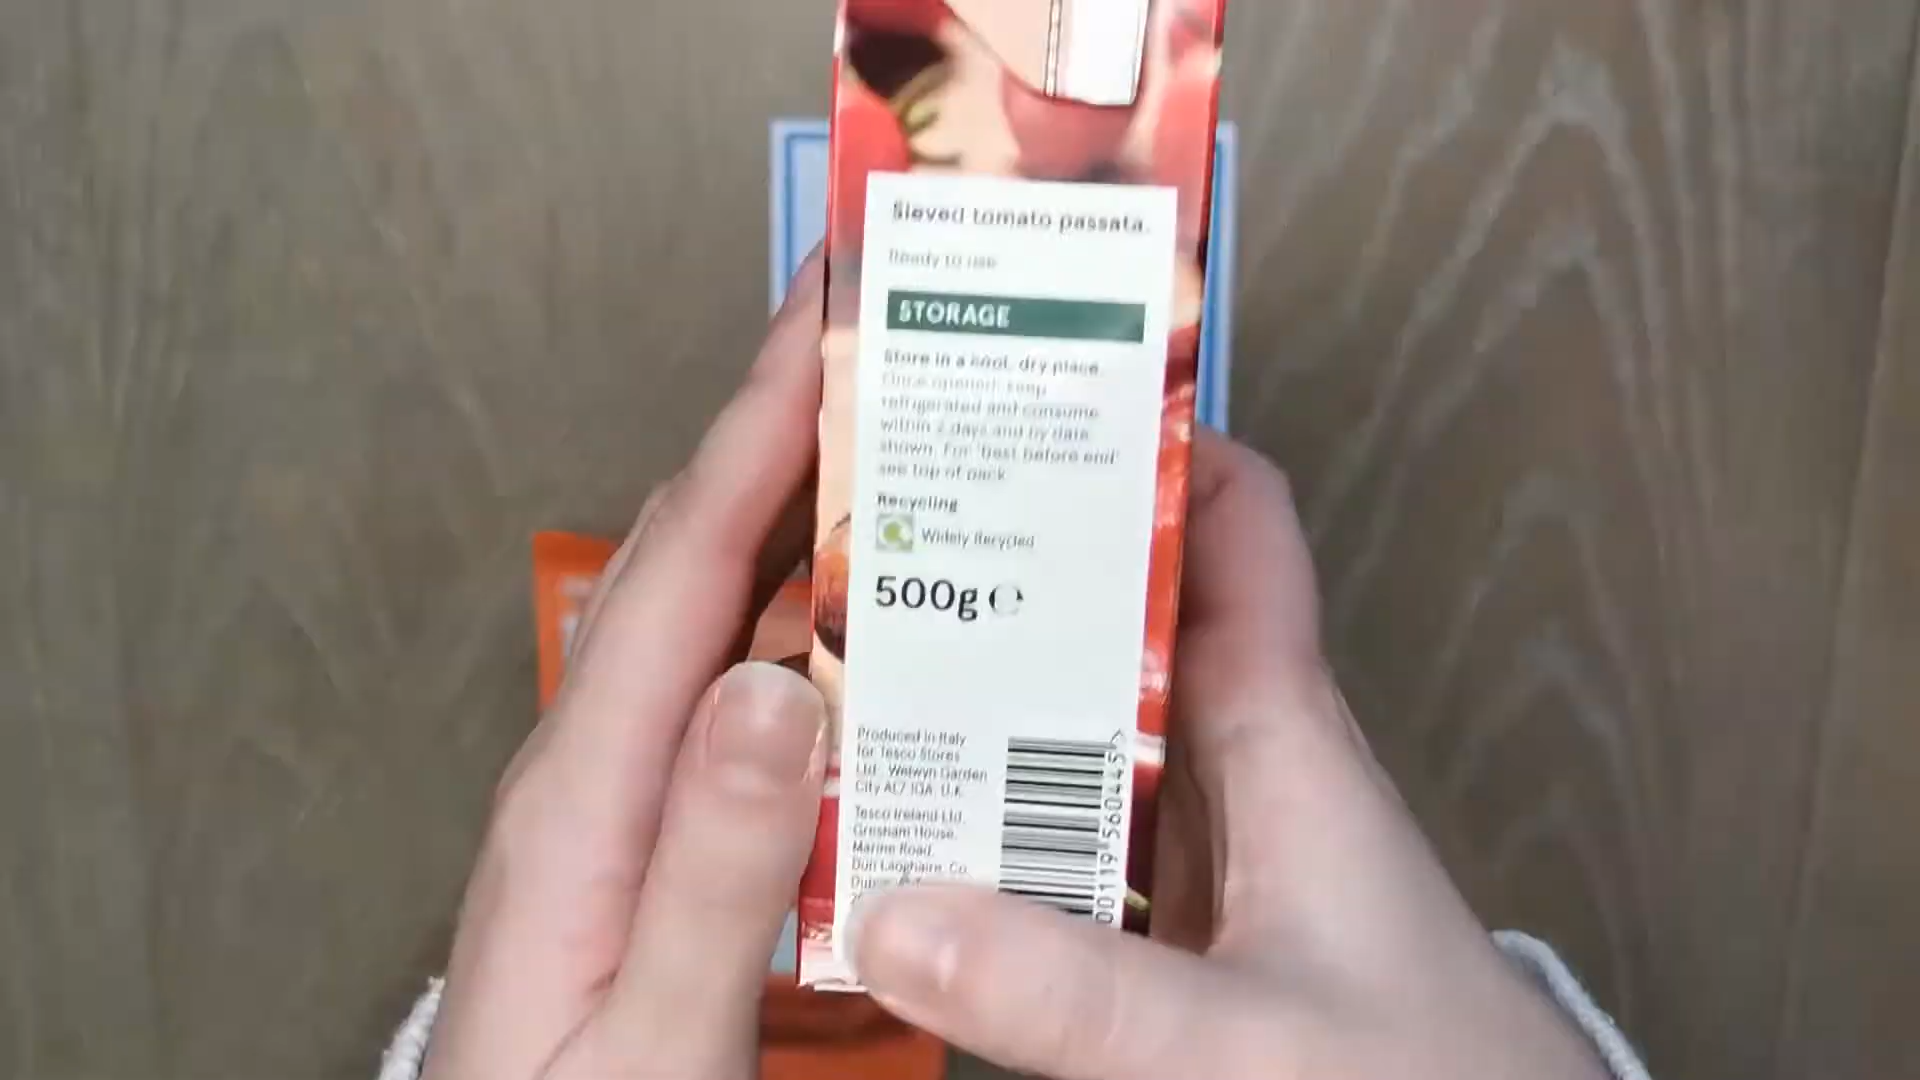 Sieved tomato passata.
Ready to use
STORAGE
Store in a cool, dry place.
Once opened, keep
refrigerated and consume
within 2 days and by date
shown. For 'best before end'
see top of pack.
Recycling
Widely Recycled
500g ℮
Produced in Italy
for Tesco Stores
Ltd., Welwyn Garden
City AL7 1GA, U.K.
Tesco Ireland Ltd.,
Gresham House,
Marine Road,
Dun Laoghaire, Co.
00119 560445